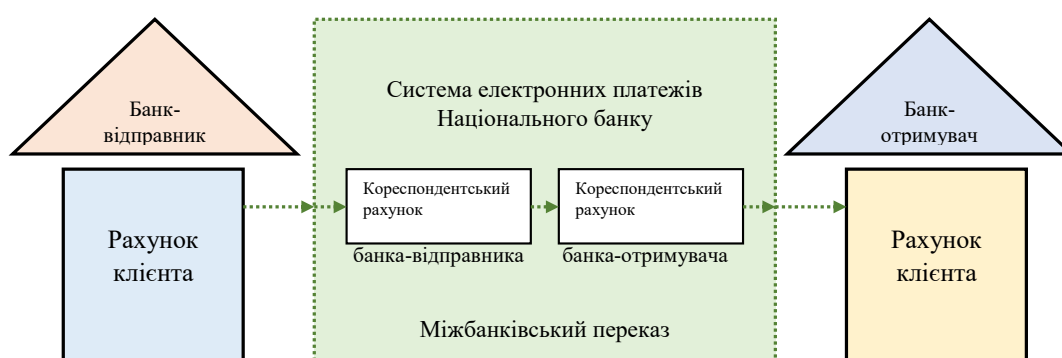 Банк-
відправник
Рахунок
клієнта
Система електронних платежів
Національного банку
Кореспондентський
рахунок
банка-відправника
Кореспондентський
рахунок
банка-отримувача
Міжбанківський переказ
Банк-
отримувач
Рахунок
клієнта